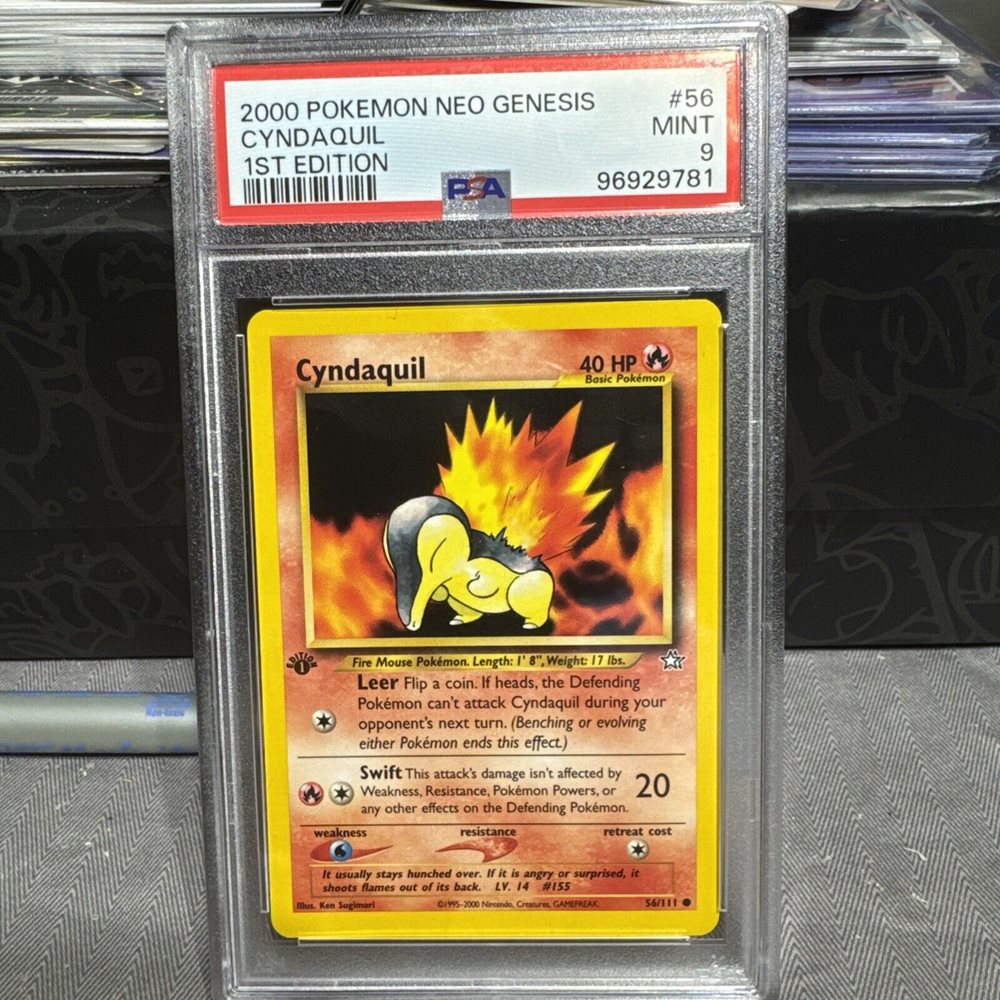 2000 POKEMON NEO GENESIS #56
CYNDAQUIL MINT
1ST EDITION 9
PSA 96929781
Cyndaquil 40 HP
Basic Pokémon
EDITION 1
Fire Mouse Pokémon. Length: 1' 8", Weight: 17 lbs.
Leer Flip a coin. If heads, the Defending
Pokémon can't attack Cyndaquil during your
opponent's next turn. (Benching or evolving
either Pokémon ends this effect.)
Swift This attack's damage isn't affected by
Weakness, Resistance, Pokémon Powers, or 20
any other effects on the Defending Pokémon.
weakness resistance retreat cost
It usually stays hunched over. If it is angry or surprised, it
shoots flames out of its back. LV. 14 #155
Illus. Ken Sugimori ©1995-2000 Nintendo, Creatures, GAMEFREAK. 56/111
Non-toxic